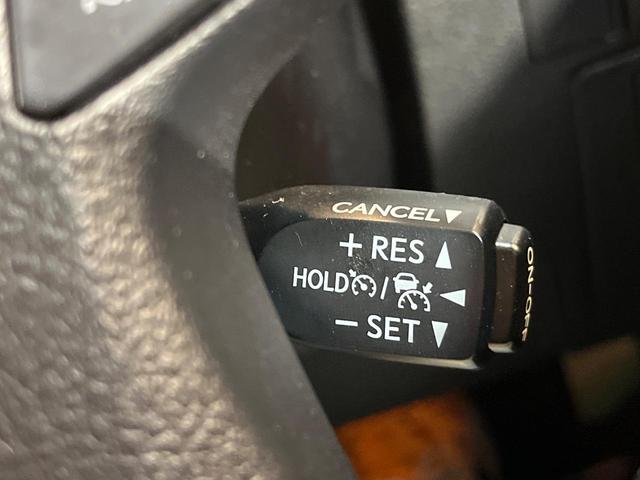 CANCEL▼
+ RES ▲
HOLD / ◀
− SET ▼
ON-OFF